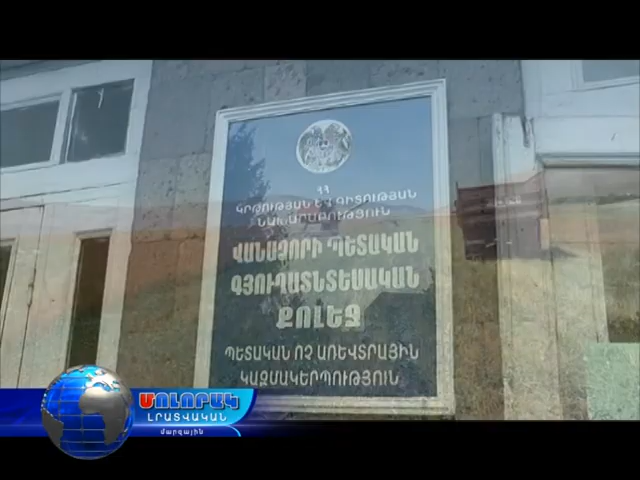 ՀՀ
ԿՐԹՈՒԹՅԱՆ ԵՎ ԳԻՏՈՒԹՅԱՆ
ՆԱԽԱՐԱՐՈՒԹՅՈՒՆ
ՎԱՆԱՁՈՐԻ ՊԵՏԱԿԱՆ
ԳՅՈՒՂԱՏՆՏԵՍԱԿԱՆ
ՔՈԼԵՋ
ՊԵՏԱԿԱՆ ՈՉ ԱՌԵՎՏՐԱՅԻՆ
ԿԱԶՄԱԿԵՐՊՈՒԹՅՈՒՆ
ՄՈԼՈՐԱԿ
ԼՐԱՏՎԱԿԱՆ
մարզային